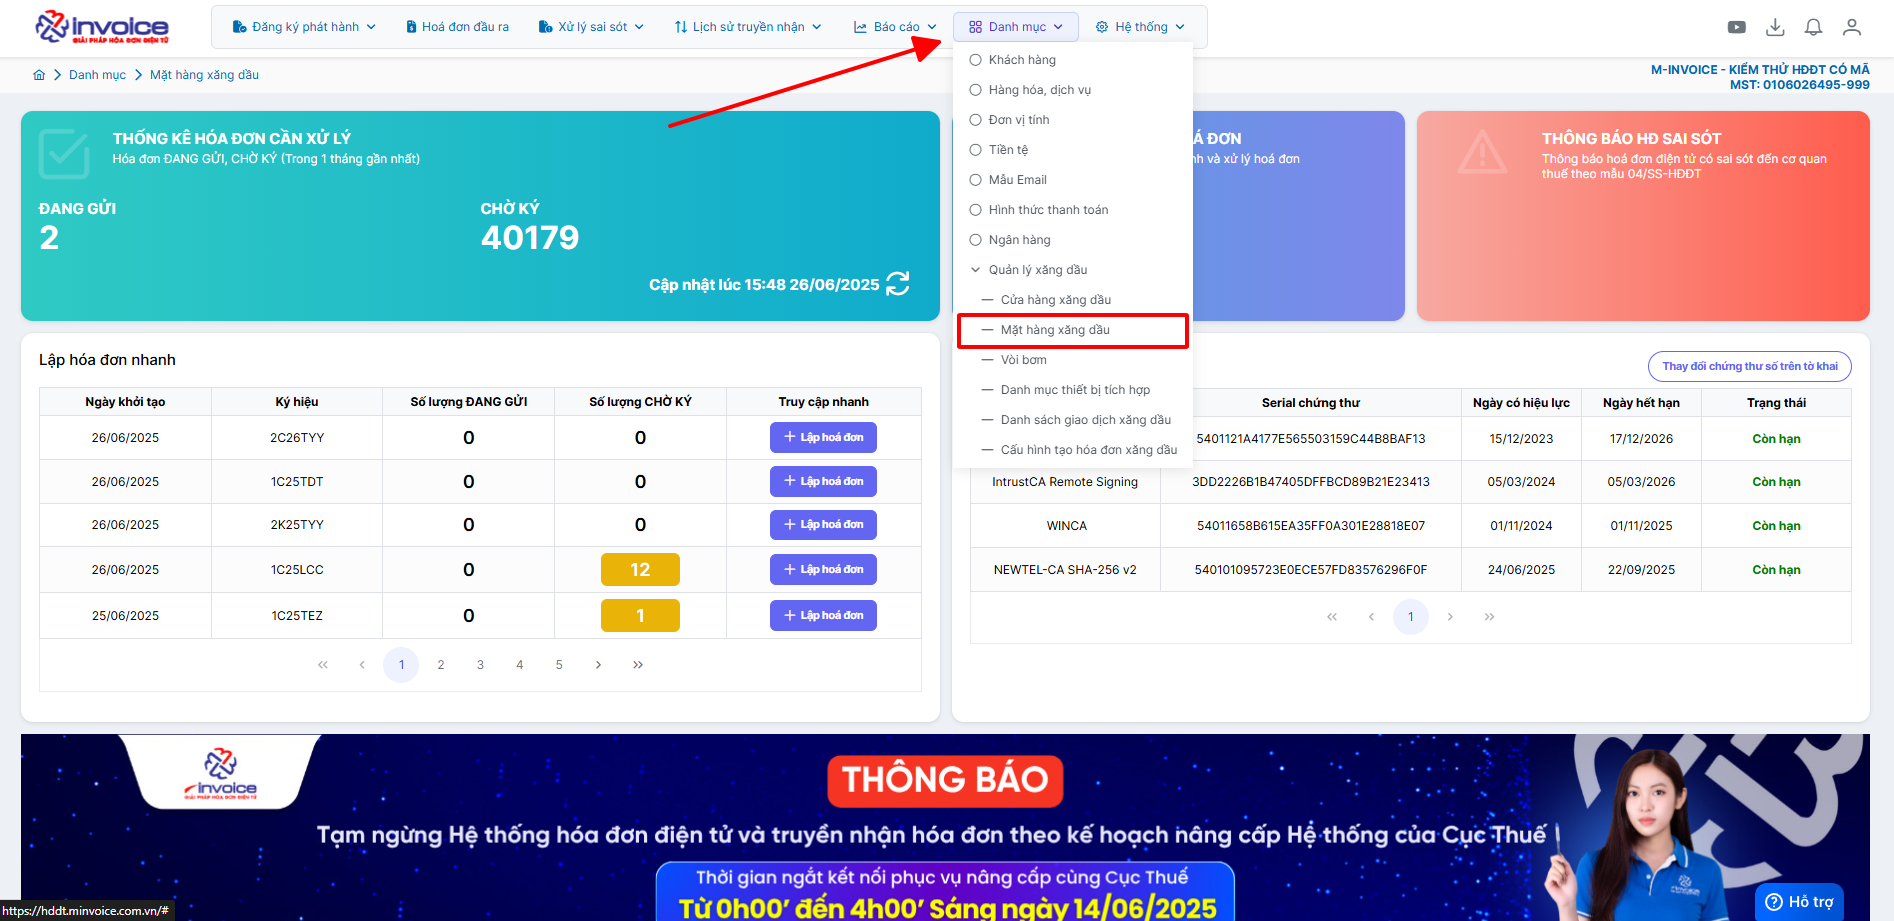 invoice
GIẢI PHÁP HÓA ĐƠN ĐIỆN TỬ
Đăng ký phát hành
Hoá đơn đầu ra
Xử lý sai sót
Lịch sử truyền nhận
Báo cáo
Danh mục
Hệ thống
Danh mục
Mặt hàng xăng dầu
M-INVOICE - KIỂM THỬ HĐĐT CÓ MÃ
MST: 0106026495-999
Khách hàng
Hàng hóa, dịch vụ
Đơn vị tính
Tiền tệ
Mẫu Email
Hình thức thanh toán
Ngân hàng
Quản lý xăng dầu
Cửa hàng xăng dầu
Mặt hàng xăng dầu
Vòi bơm
Danh mục thiết bị tích hợp
Danh sách giao dịch xăng dầu
Cấu hình tạo hóa đơn xăng dầu
THỐNG KÊ HÓA ĐƠN CẦN XỬ LÝ
Hóa đơn ĐANG GỬI, CHỜ KÝ (Trong 1 tháng gần nhất)
ĐANG GỬI
2
CHỜ KÝ
40179
Cập nhật lúc 15:48 26/06/2025
Á ĐƠN
nh và xử lý hoá đơn
THÔNG BÁO HĐ SAI SÓT
Thông báo hoá đơn điện tử có sai sót đến cơ quan
thuế theo mẫu 04/SS-HĐĐT
Lập hóa đơn nhanh
Ngày khởi tạo Ký hiệu Số lượng ĐANG GỬI Số lượng CHỜ KÝ Truy cập nhanh
26/06/2025 2C26TYY 0 0 Lập hoá đơn
26/06/2025 1C25TDT 0 0 Lập hoá đơn
26/06/2025 2K25TYY 0 0 Lập hoá đơn
26/06/2025 1C25LCC 0 12 Lập hoá đơn
25/06/2025 1C25TEZ 0 1 Lập hoá đơn
« ‹ 1 2 3 4 5 › »
Thay đổi chứng thư số trên tờ khai
Serial chứng thư Ngày có hiệu lực Ngày hết hạn Trạng thái
5401121A4177E565503159C44B8BAF13 15/12/2023 17/12/2026 Còn hạn
IntrustCA Remote Signing 3DD2226B1B47405DFFBCD89B21E23413 05/03/2024 05/03/2026 Còn hạn
WINCA 54011658B615EA35FF0A301E28818E07 01/11/2024 01/11/2025 Còn hạn
NEWTEL-CA SHA-256 v2 540101095723E0ECE57FD83576296F0F 24/06/2025 22/09/2025 Còn hạn
« ‹ 1 › »
invoice
GIẢI PHÁP HÓA ĐƠN ĐIỆN TỬ
THÔNG BÁO
Tạm ngừng Hệ thống hóa đơn điện tử và truyền nhận hóa đơn theo kế hoạch nâng cấp Hệ thống của Cục Thuế
Thời gian ngắt kết nối phục vụ nâng cấp cùng Cục Thuế
Từ 0h00' đến 4h00' Sáng ngày 14/06/2025
Hỗ trợ
https://hddt.minvoice.com.vn/#